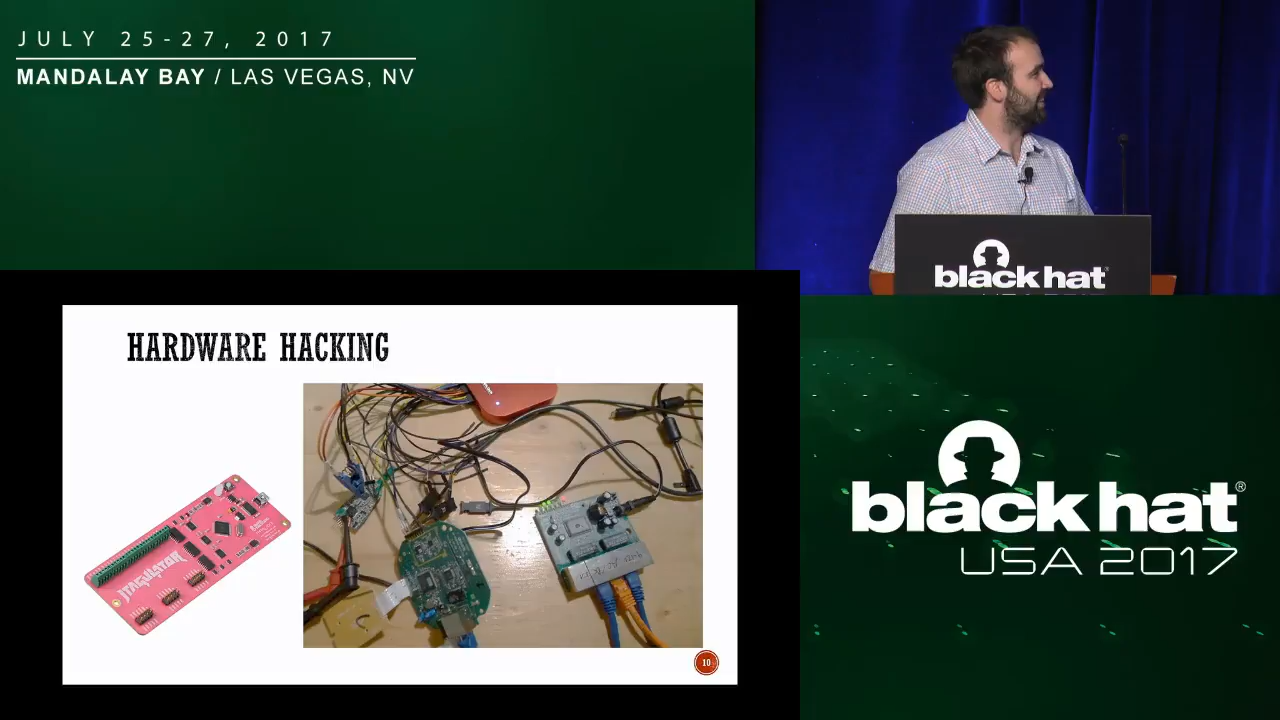 JULY 25-27, 2017
MANDALAY BAY / LAS VEGAS, NV
black hat
HARDWARE HACKING
JTAGULATOR
10
black hat®
USA 2017